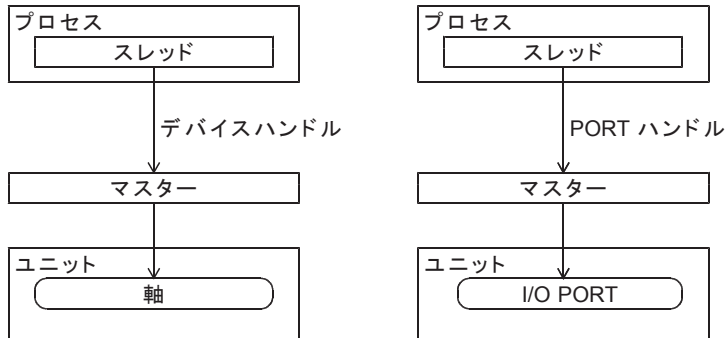 プロセス
スレッド
デバイスハンドル
マスター
ユニット
軸
プロセス
スレッド
PORT ハンドル
マスター
ユニット
I/O PORT